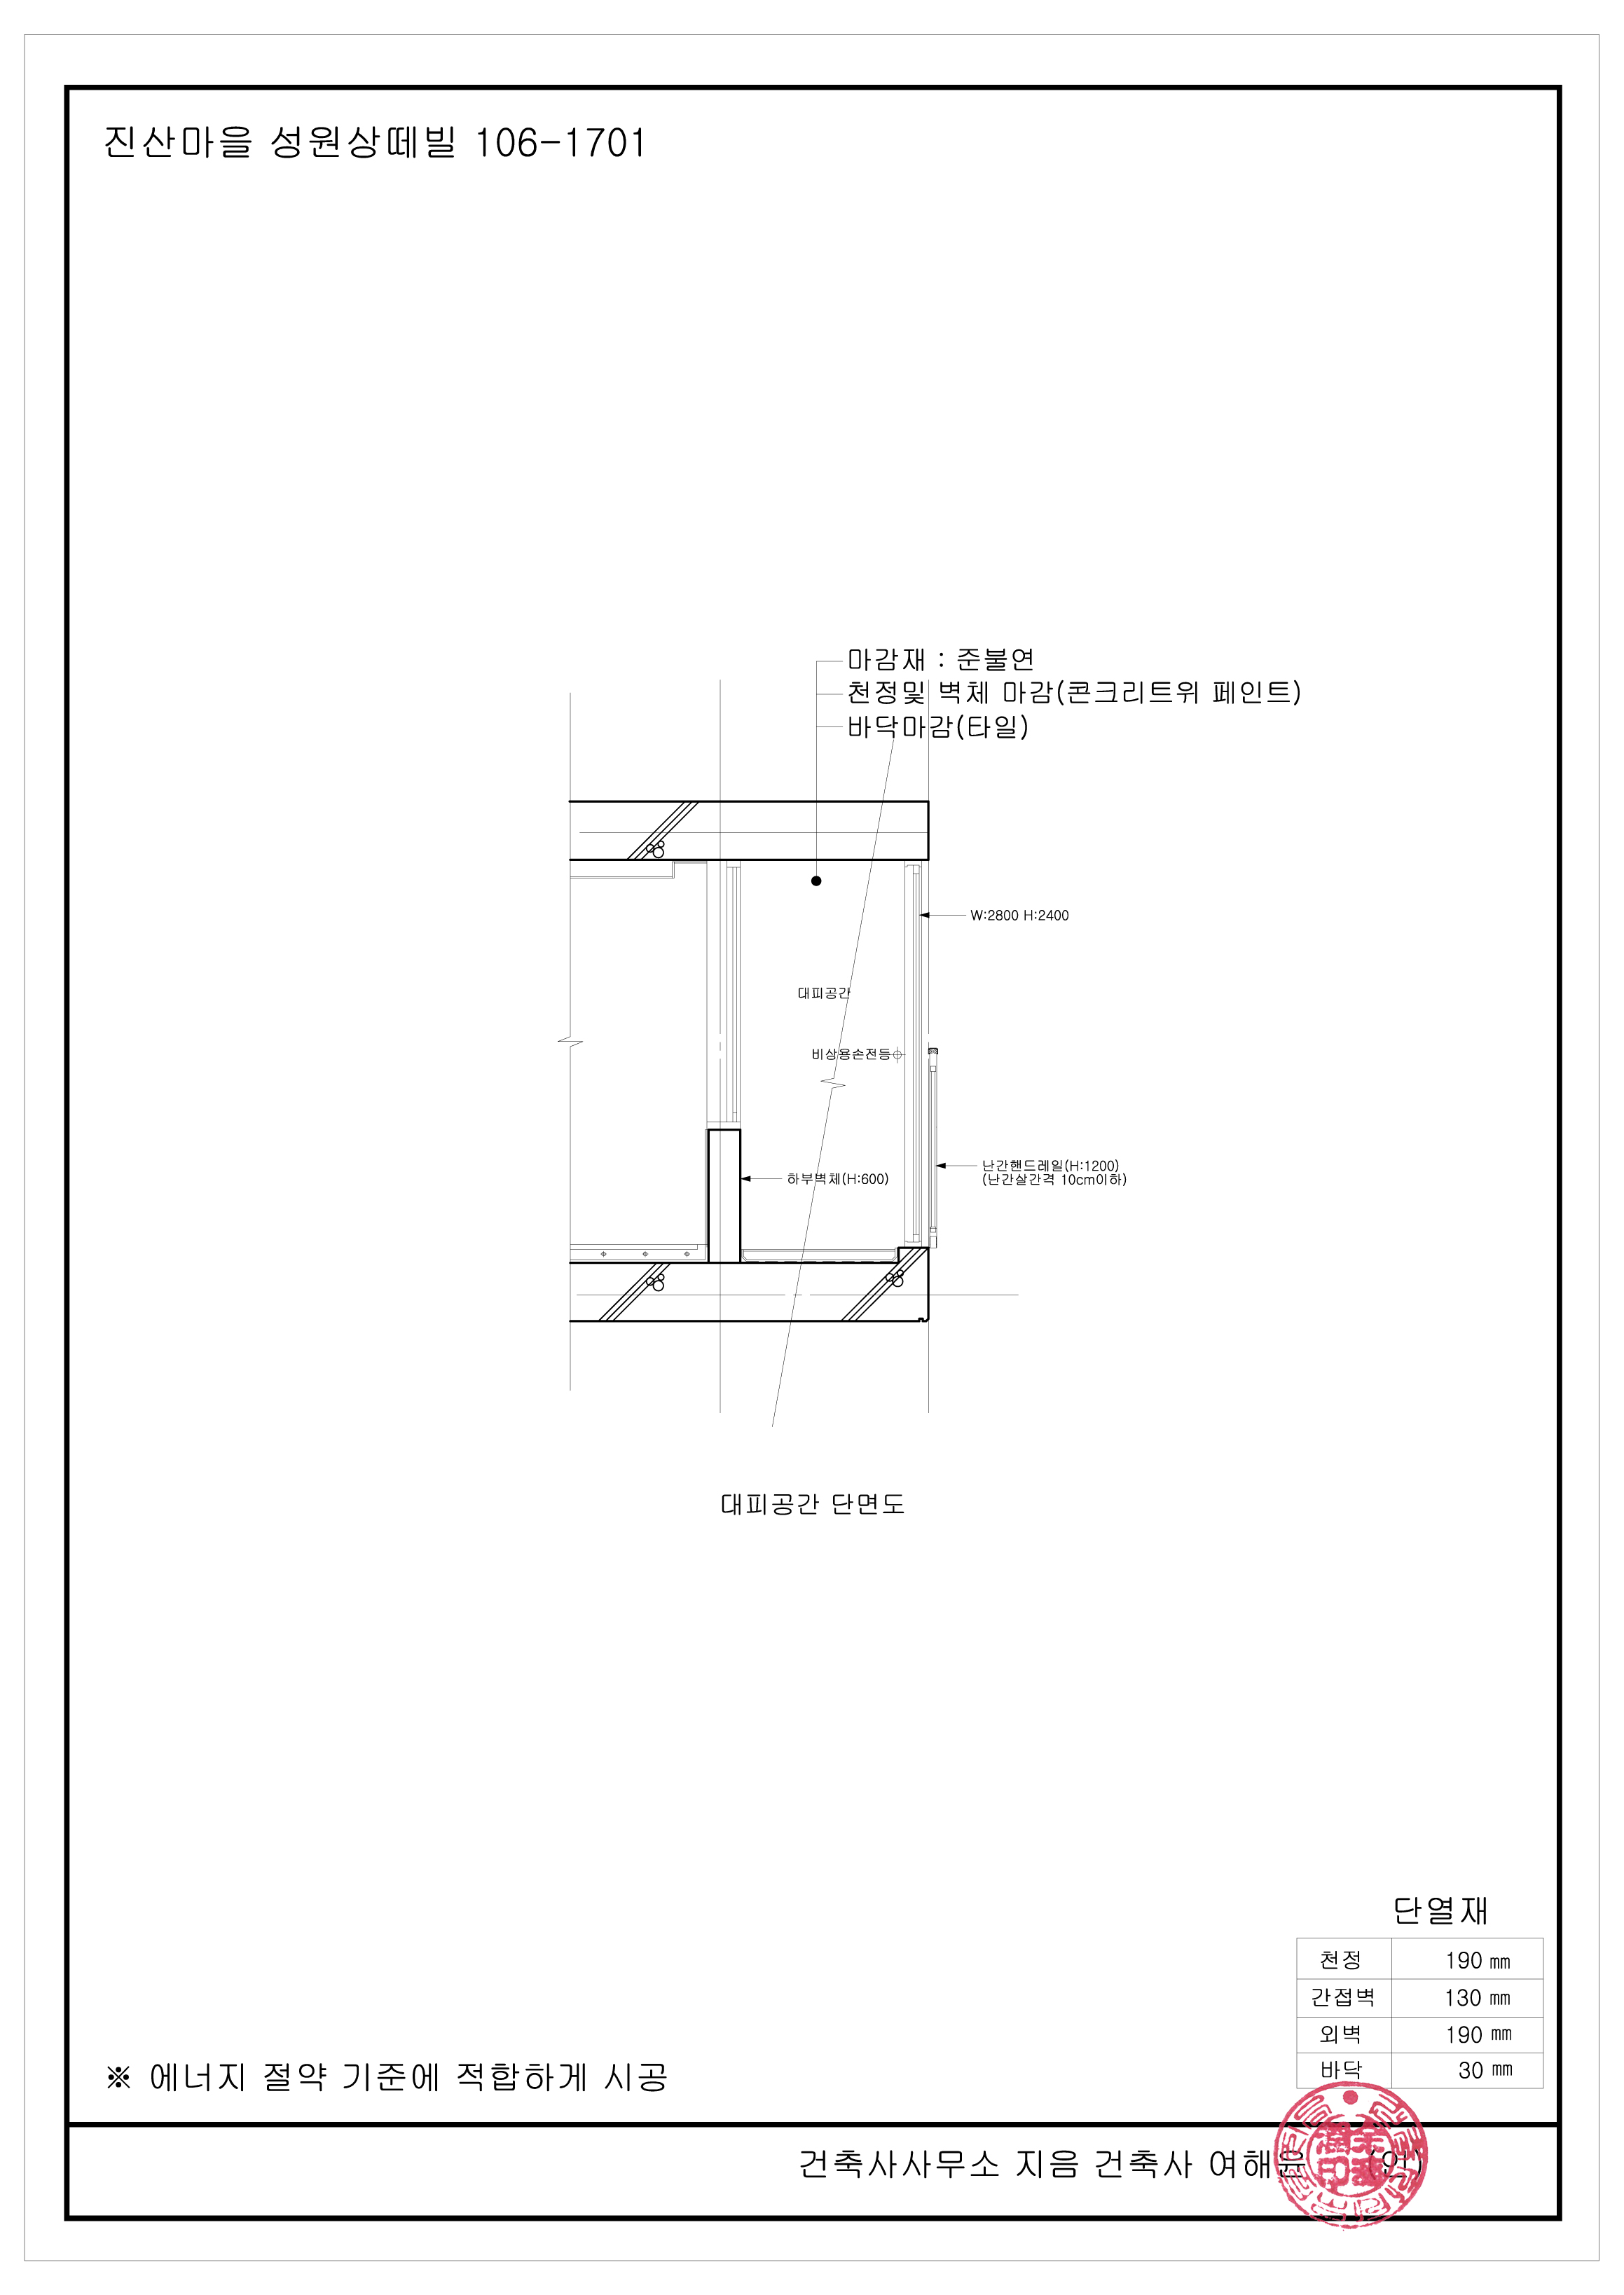 진산마을 성원상떼빌 106-1701
마감재 : 준불연
천정및 벽체 마감(콘크리트위 페인트)
바닥마감(타일)
W:2800 H:2400
대피공간
비상용손전등
난간핸드레일(H:1200)
(난간살간격 10cm이하)
하부벽체(H:600)
대피공간 단면도
단열재
천정 190 ㎜
간접벽 130 ㎜
외벽 190 ㎜
바닥 30 ㎜
※ 에너지 절약 기준에 적합하게 시공
건축사사무소 지음 건축사 여해윤 (인)